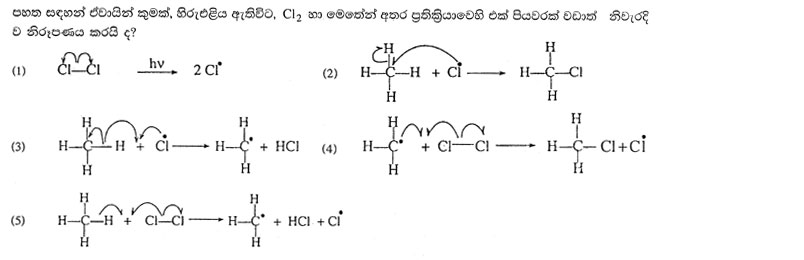 පහත සඳහන් ඒවායින් කුමක්, හිරුඑළිය ඇතිවිට, Cl₂ හා මෙතේන් අතර ප්‍රතික්‍රියාවෙහි එක් පියවරක් වඩාත් නිවැරදි
ව නිරූපණය කරයි ද?
(1) Cl—Cl hν 2 Cl•
(2) H—C—H + Cl• H—C—Cl
H H H H
(3) H—C—H + Cl• H—C• + HCl
H H H H
(4) H—C• + Cl—Cl H—C—Cl + Cl•
H H H H
(5) H—C—H + Cl—Cl H—C• + HCl + Cl•
H H H H